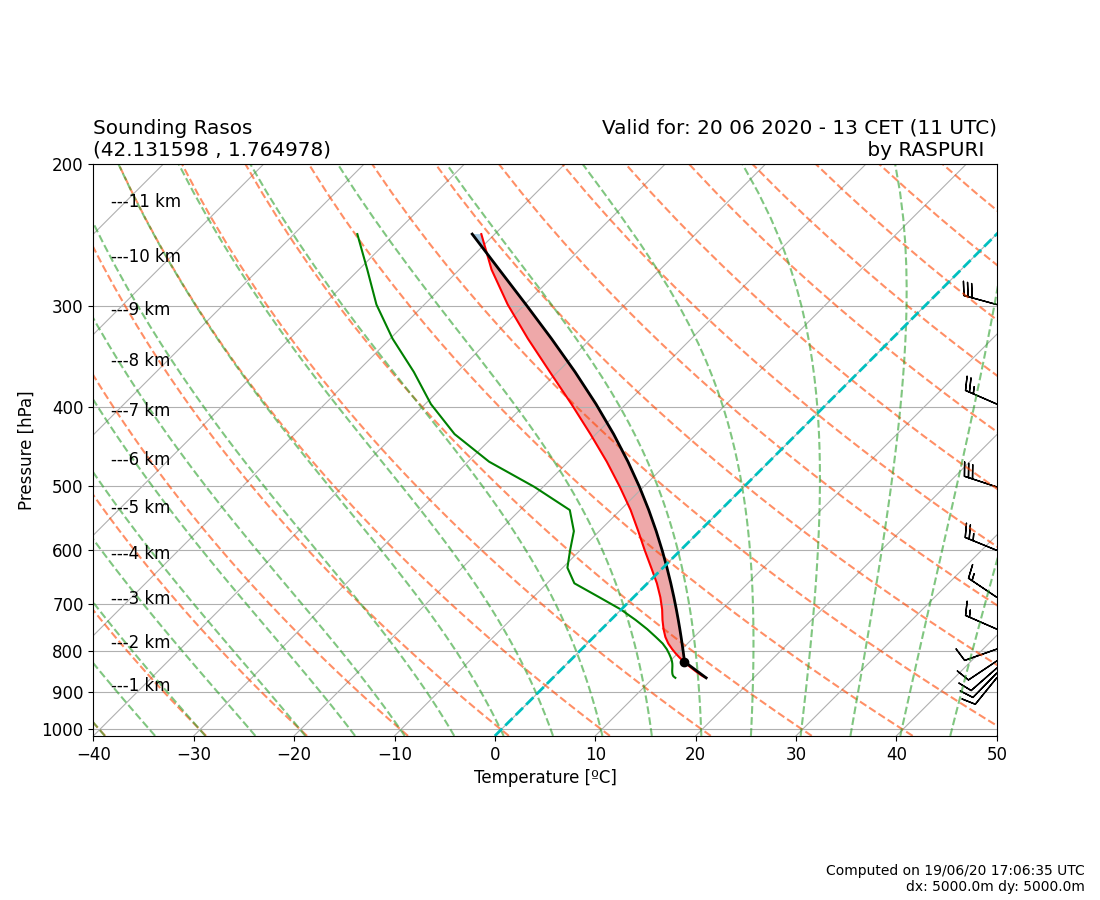 Sounding Rasos
(42.131598 , 1.764978)
Valid for: 20 06 2020 - 13 CET (11 UTC)
by RASPURI
200
300
400
500
600
700
800
900
1000
Pressure [hPa]
---11 km
---10 km
---9 km
---8 km
---7 km
---6 km
---5 km
---4 km
---3 km
---2 km
---1 km
−40
−30
−20
−10
0
10
20
30
40
50
Temperature [ºC]
Computed on 19/06/20 17:06:35 UTC
dx: 5000.0m dy: 5000.0m